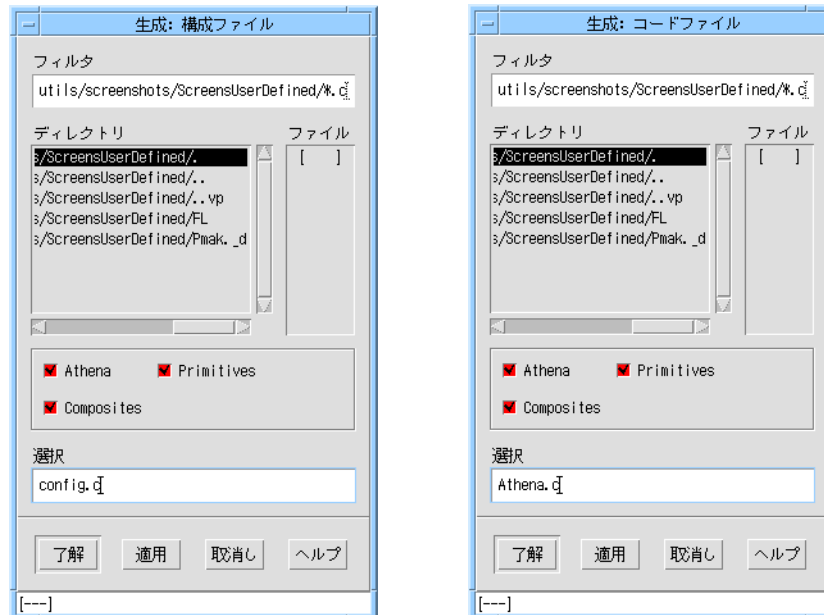 生成: 構成ファイル
フィルタ
utils/screenshots/ScreensUserDefined/*.c
ディレクトリ
ファイル
s/ScreensUserDefined/.
s/ScreensUserDefined/..
s/ScreensUserDefined/..vp
s/ScreensUserDefined/FL
s/ScreensUserDefined/Pmak._d
[ ]
Athena
Primitives
Composites
選択
config.c
了解
適用
取消し
ヘルプ
[---]
生成: コードファイル
フィルタ
utils/screenshots/ScreensUserDefined/*.c
ディレクトリ
ファイル
s/ScreensUserDefined/.
s/ScreensUserDefined/..
s/ScreensUserDefined/..vp
s/ScreensUserDefined/FL
s/ScreensUserDefined/Pmak._d
[ ]
Athena
Primitives
Composites
選択
Athena.c
了解
適用
取消し
ヘルプ
[---]